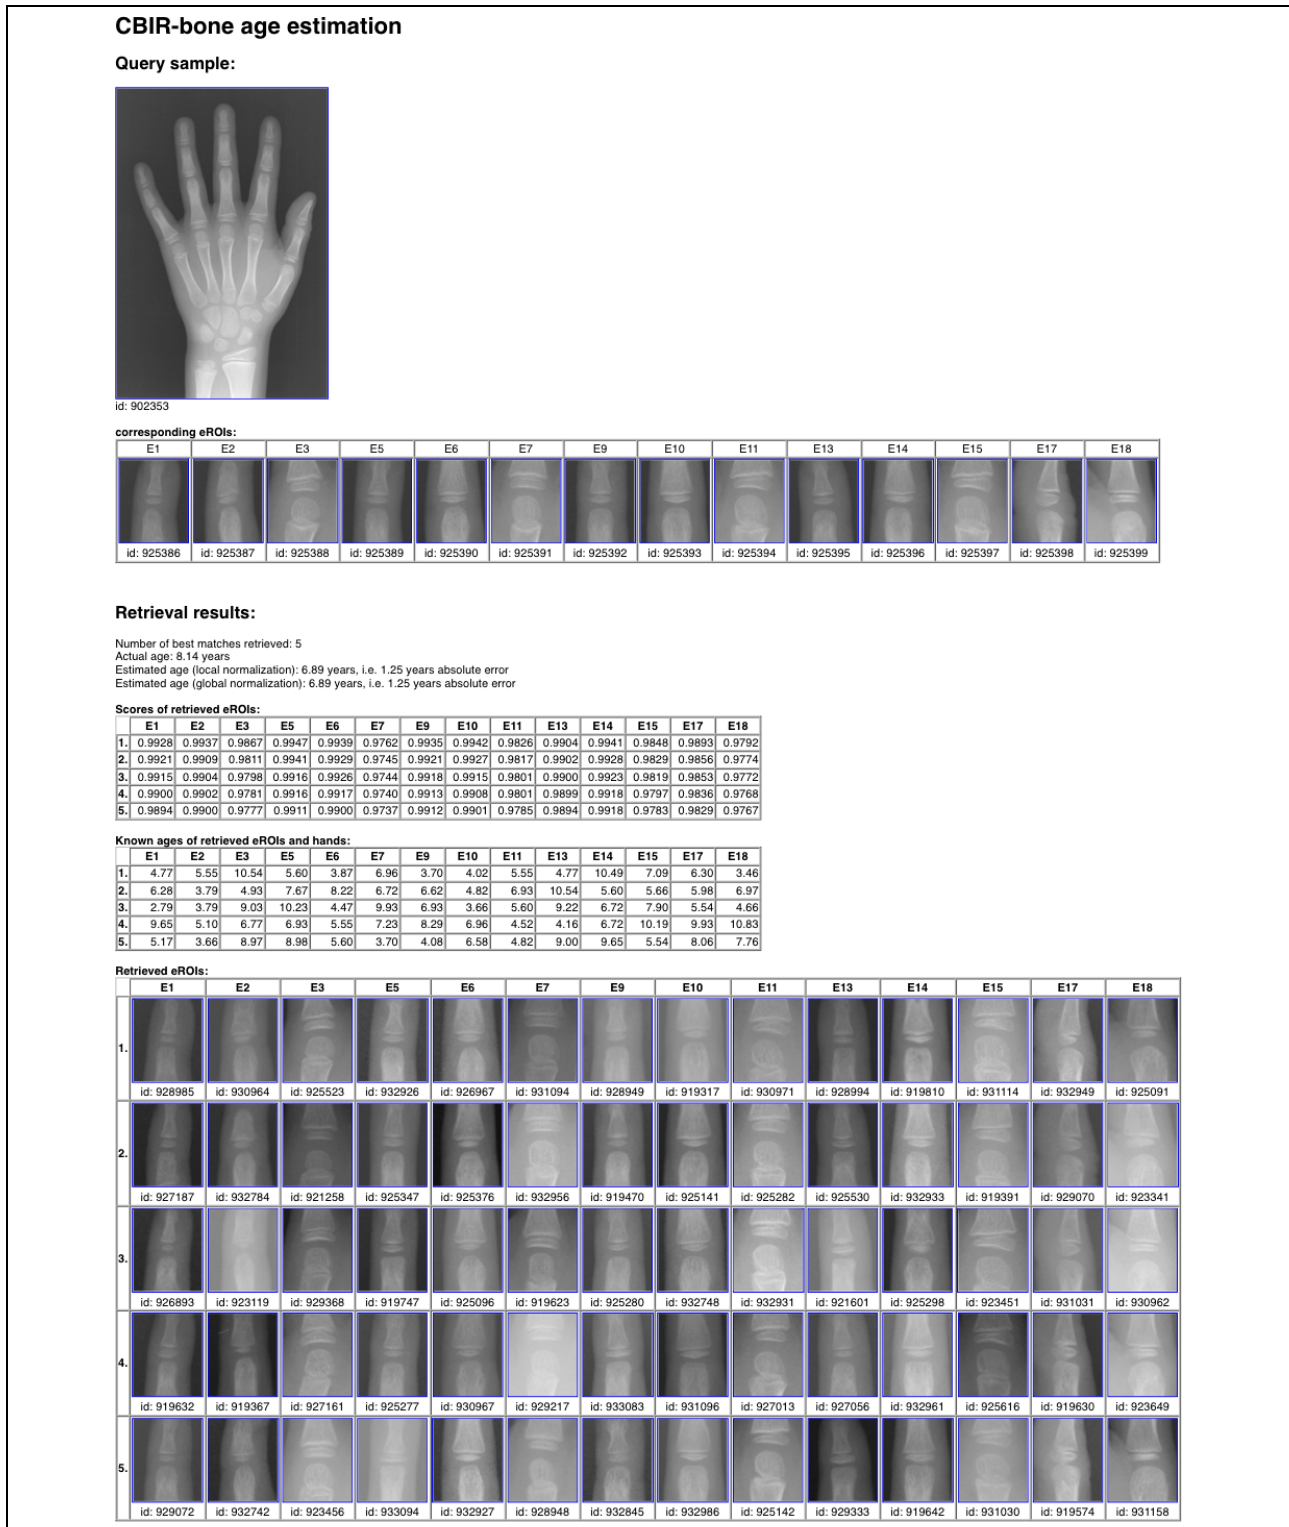 CBIR-bone age estimation
Query sample:
id: 902353
corresponding eROIs:
E1 E2 E3 E5 E6 E7 E9 E10 E11 E13 E14 E15 E17 E18
id: 925386 id: 925387 id: 925388 id: 925389 id: 925390 id: 925391 id: 925392 id: 925393 id: 925394 id: 925395 id: 925396 id: 925397 id: 925398 id: 925399
Retrieval results:
Number of best matches retrieved: 5
Actual age: 8.14 years
Estimated age (local normalization): 6.89 years, i.e. 1.25 years absolute error
Estimated age (global normalization): 6.89 years, i.e. 1.25 years absolute error
Scores of retrieved eROIs:
E1 E2 E3 E5 E6 E7 E9 E10 E11 E13 E14 E15 E17 E18
1. 0.9928 0.9937 0.9867 0.9947 0.9939 0.9762 0.9935 0.9942 0.9826 0.9904 0.9941 0.9848 0.9893 0.9792
2. 0.9921 0.9909 0.9811 0.9941 0.9929 0.9745 0.9921 0.9927 0.9817 0.9902 0.9928 0.9829 0.9856 0.9774
3. 0.9915 0.9904 0.9798 0.9916 0.9926 0.9744 0.9918 0.9915 0.9801 0.9900 0.9923 0.9819 0.9853 0.9772
4. 0.9900 0.9902 0.9781 0.9916 0.9917 0.9740 0.9913 0.9908 0.9801 0.9899 0.9918 0.9797 0.9836 0.9768
5. 0.9894 0.9900 0.9777 0.9911 0.9900 0.9737 0.9912 0.9901 0.9785 0.9894 0.9918 0.9783 0.9829 0.9767
Known ages of retrieved eROIs and hands:
E1 E2 E3 E5 E6 E7 E9 E10 E11 E13 E14 E15 E17 E18
1. 4.77 5.55 10.54 5.60 3.87 6.96 3.70 4.02 5.55 4.77 10.49 7.09 6.30 3.46
2. 6.28 3.79 4.93 7.67 8.22 6.72 6.62 4.82 6.93 10.54 5.60 5.66 5.98 6.97
3. 2.79 3.79 9.03 10.23 4.47 9.93 6.93 3.66 5.60 9.22 6.72 7.90 5.54 4.66
4. 9.65 5.10 6.77 6.93 5.55 7.23 8.29 6.96 4.52 4.16 6.72 10.19 9.93 10.83
5. 5.17 3.66 8.97 8.98 5.60 3.70 4.08 6.58 4.82 9.00 9.65 5.54 8.06 7.76
Retrieved eROIs:
E1 E2 E3 E5 E6 E7 E9 E10 E11 E13 E14 E15 E17 E18
1.
id: 928985 id: 930964 id: 925523 id: 932926 id: 926967 id: 931094 id: 928949 id: 919317 id: 930971 id: 928994 id: 919810 id: 931114 id: 932949 id: 925091
2.
id: 927187 id: 932784 id: 921258 id: 925347 id: 925376 id: 932956 id: 919470 id: 925141 id: 925282 id: 925530 id: 932933 id: 919391 id: 929070 id: 923341
3.
id: 926893 id: 923119 id: 929368 id: 919747 id: 925096 id: 919623 id: 925280 id: 932748 id: 932931 id: 921601 id: 925298 id: 923451 id: 931031 id: 930962
4.
id: 919632 id: 919367 id: 927161 id: 925277 id: 930967 id: 929217 id: 933083 id: 931096 id: 927013 id: 927056 id: 932961 id: 925616 id: 919630 id: 923649
5.
id: 929072 id: 932742 id: 923456 id: 933094 id: 932927 id: 928948 id: 932845 id: 932986 id: 925142 id: 929333 id: 919642 id: 931030 id: 919574 id: 931158